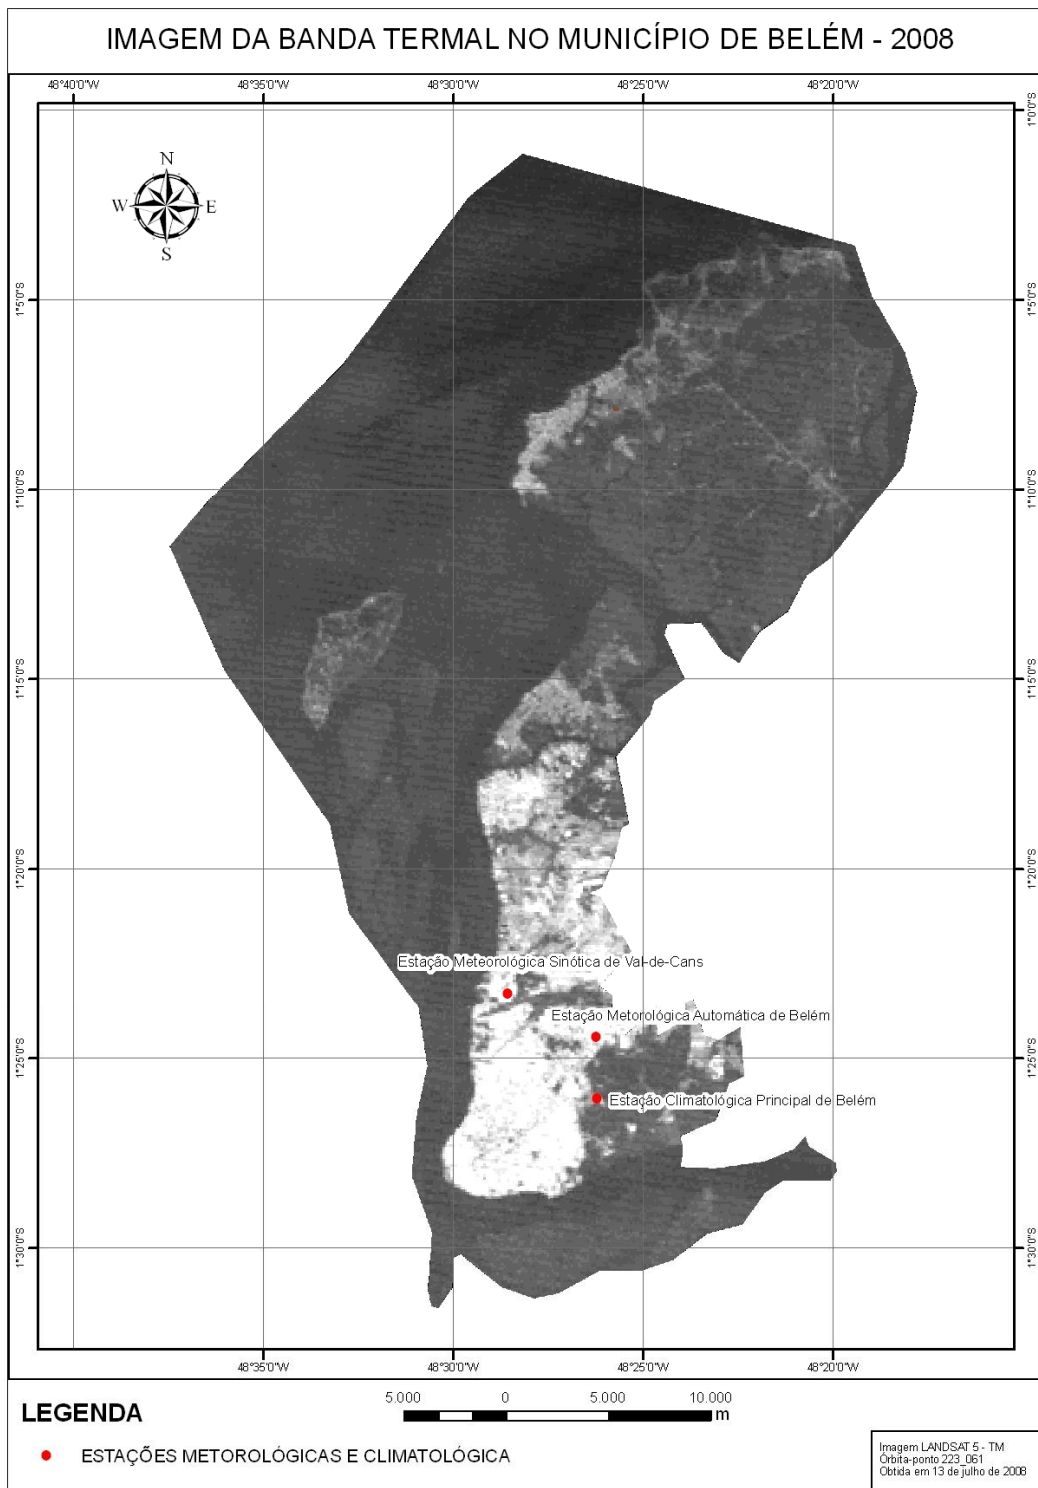 IMAGEM DA BANDA TERMAL NO MUNICÍPIO DE BELÉM - 2008
48°40'0"W 48°35'0"W 48°30'0"W 48°25'0"W 48°20'0"W
1°0'0"S
N
W E
S
1°5'0"S 1°5'0"S
1°10'0"S 1°10'0"S
1°15'0"S 1°15'0"S
1°20'0"S 1°20'0"S
Estação Meteorológica Sinótica de Val-de-Cans
Estação Metorológica Automática de Belém
1°25'0"S 1°25'0"S
Estação Climatológica Principal de Belém
1°30'0"S 1°30'0"S
48°35'0"W 48°30'0"W 48°25'0"W 48°20'0"W
5.000 0 5.000 10.000
m
LEGENDA
ESTAÇÕES METOROLÓGICAS E CLIMATOLÓGICA
Imagem LANDSAT 5 - TM
Órbita-ponto 223_061
Obtida em 13 de julho de 2008